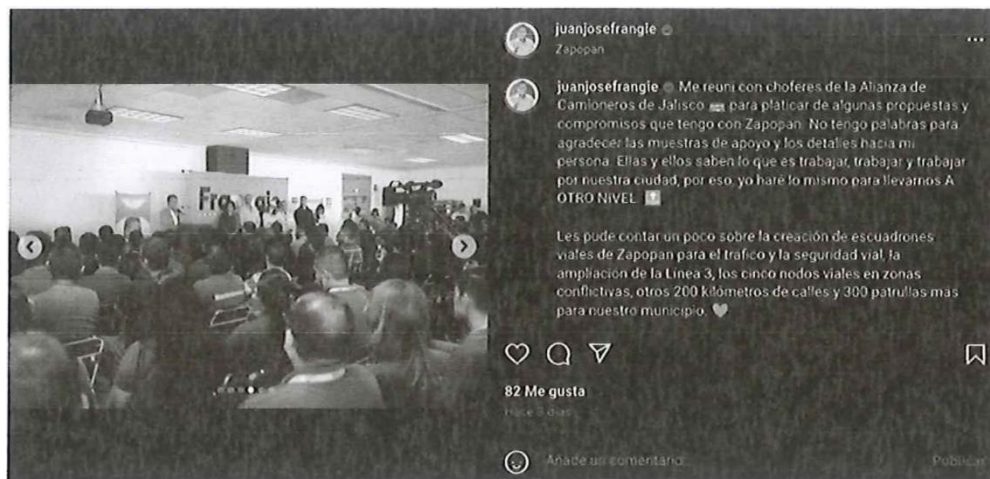 juanjosefrangie
Zapopan
juanjosefrangie Me reuni con choferes de la Alianza de
Camioneros de Jalisco para platicar de algunas propuestas y
compromisos que tengo con Zapopan. No tengo palabras para
agradecer las muestras de apoyo y los detalles hacia mi
persona. Ellas y ellos saben lo que es trabajar, trabajar y trabajar
por nuestra ciudad, por eso, yo haré lo mismo para llevarnos A
OTRO NIVEL.
Les pude contar un poco sobre la creación de escuadrones
viales de Zapopan para el trafico y la seguridad vial, la
ampliación de la Linea 3, los cinco nodos viales en zonas
conflictivas, otros 200 kilómetros de calles y 300 patrullas más
para nuestro municipio.
82 Me gusta
Hace 3 días
Añade un comentario
Publicar